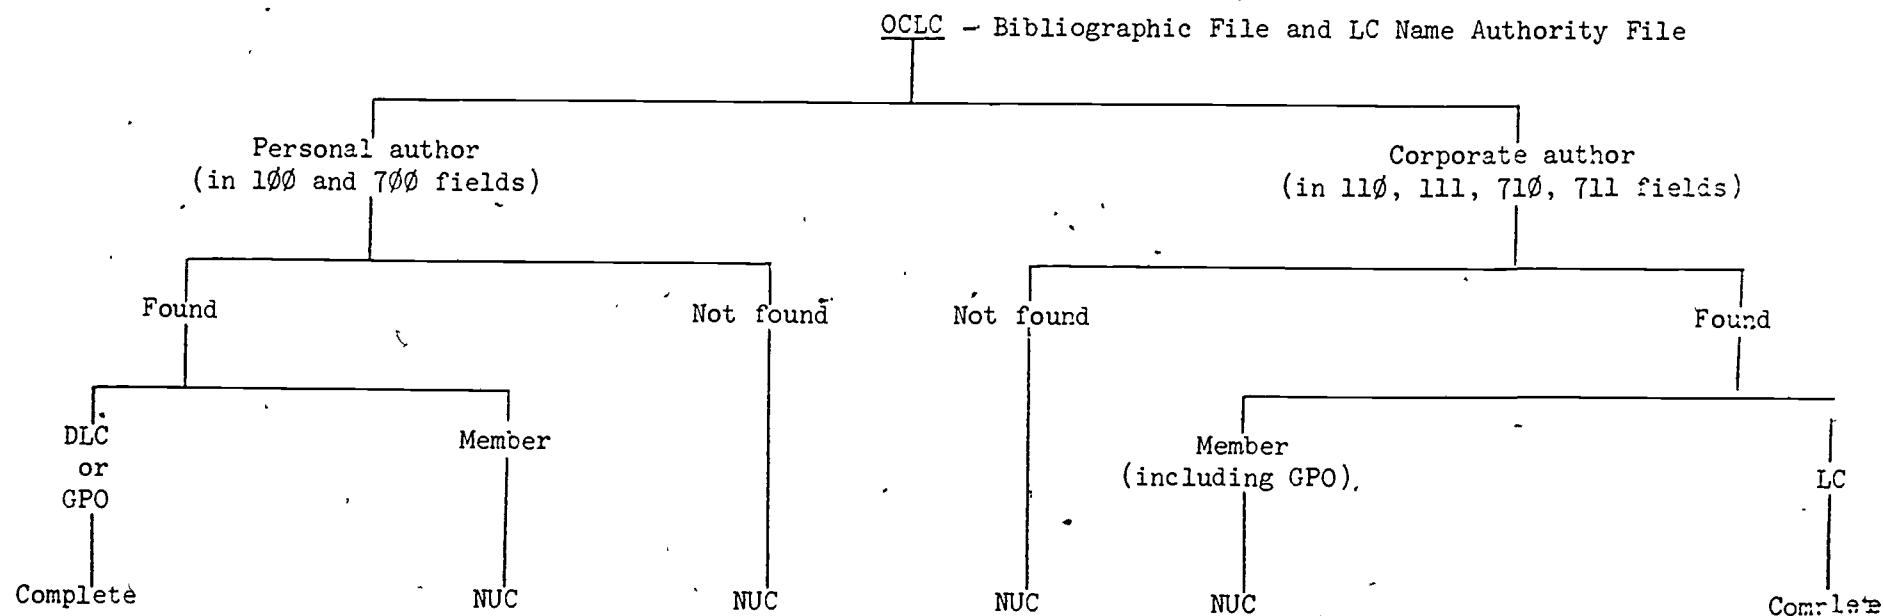 OCLC - Bibliographic File and LC Name Authority File
Personal author
(in 1ØØ and 7ØØ fields)
Corporate author
(in 11Ø, 111, 71Ø, 711 fields)
Found
Not found
Not found
Found
DLC
or
GPO
Member
Member
(including GPO)
LC
Complete
NUC
NUC
NUC
NUC
Complete